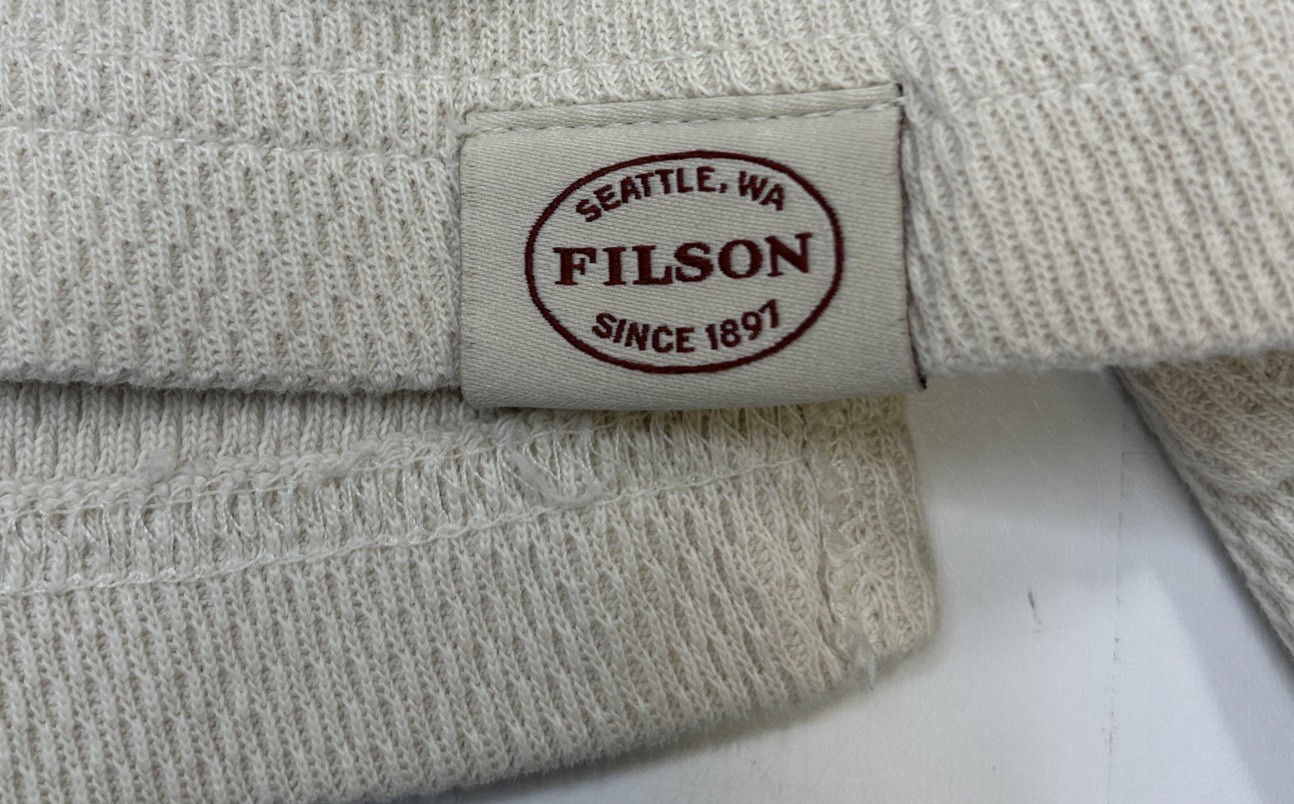 SEATTLE, WA
FILSON
SINCE 1897